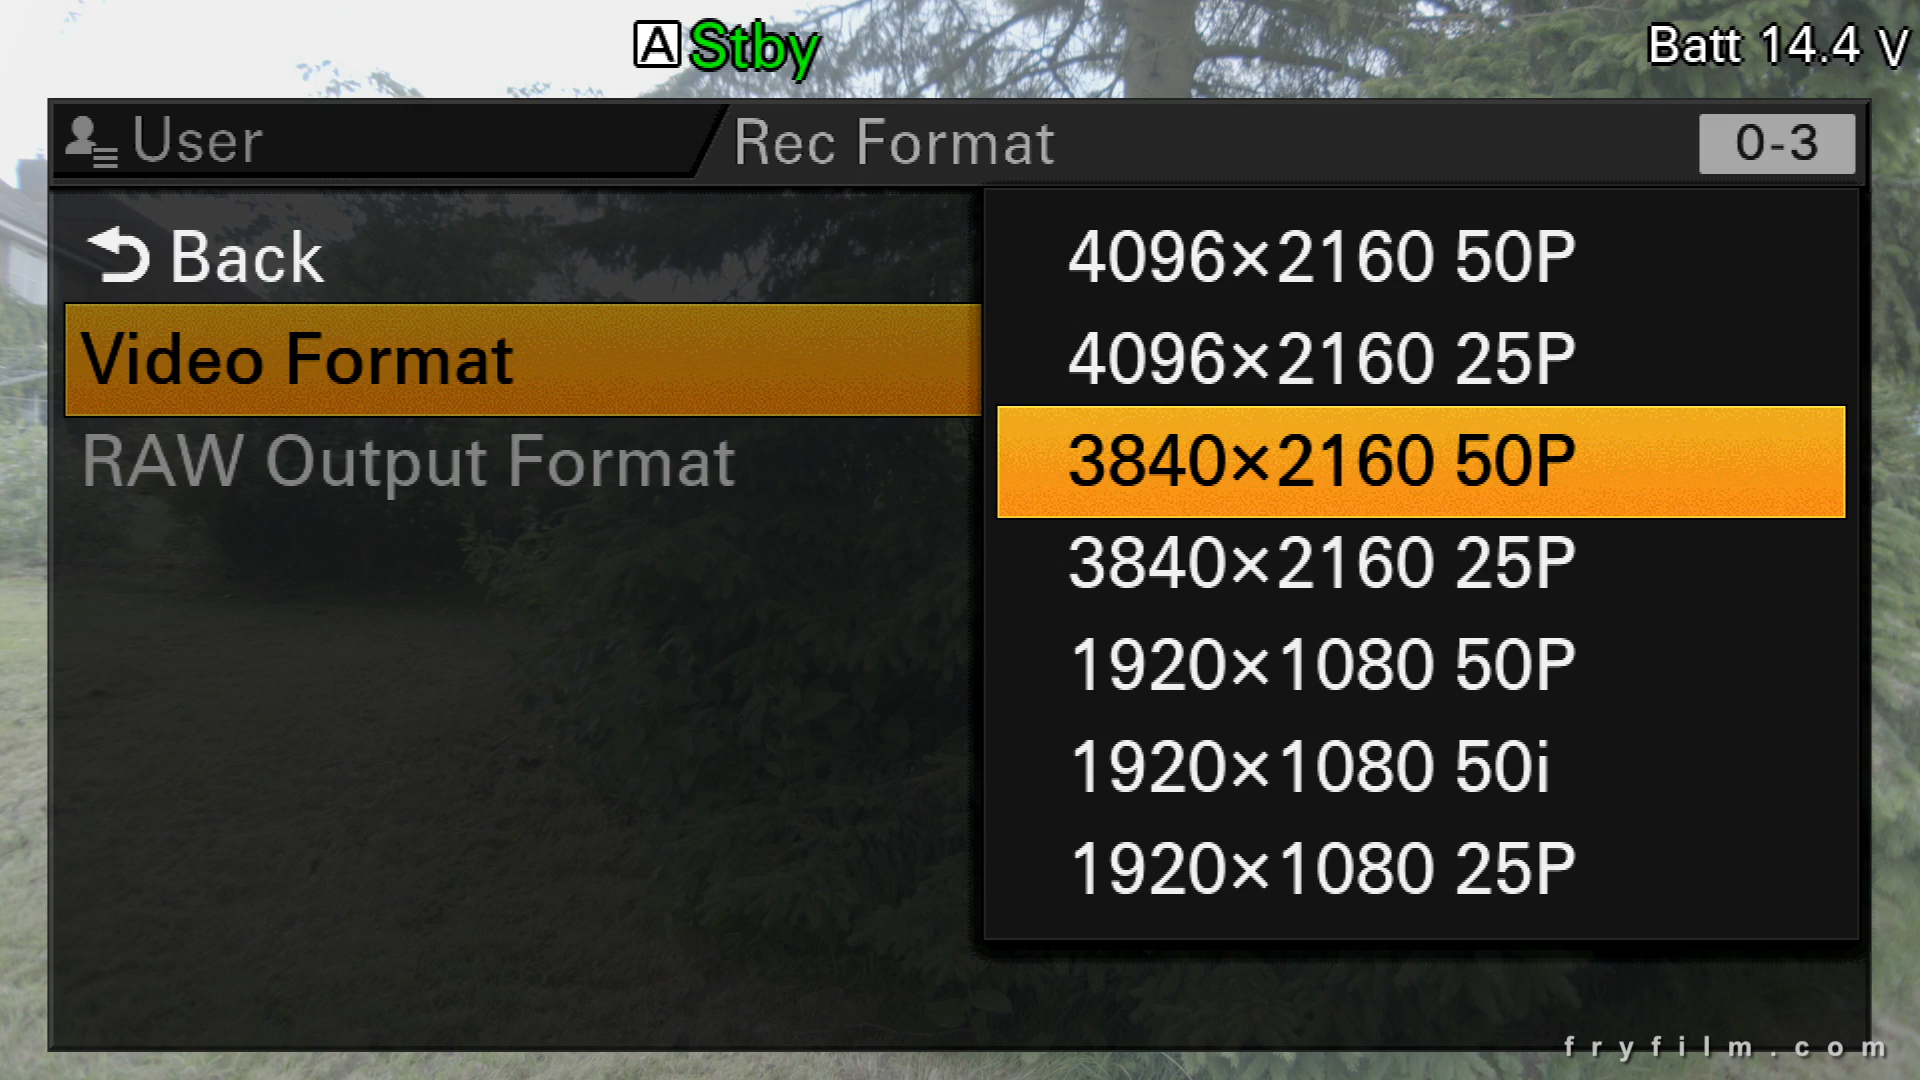 A Stby
Batt 14.4 V
User
Rec Format
0-3
Back
Video Format
RAW Output Format
4096×2160 50P
4096×2160 25P
3840×2160 50P
3840×2160 25P
1920×1080 50P
1920×1080 50i
1920×1080 25P
fryfilm.com